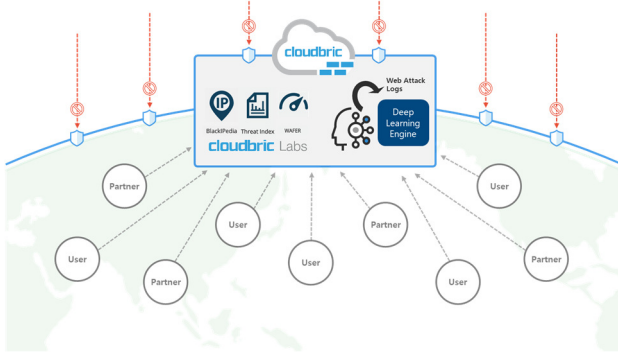 cloudbric
Web Attack
Logs
IP
Deep
Learning
Engine
BlackIPedia
Threat Index
WAFER
cloudbric Labs
Partner
User
User
Partner
User
Partner
User
User
Partner
User
Partner